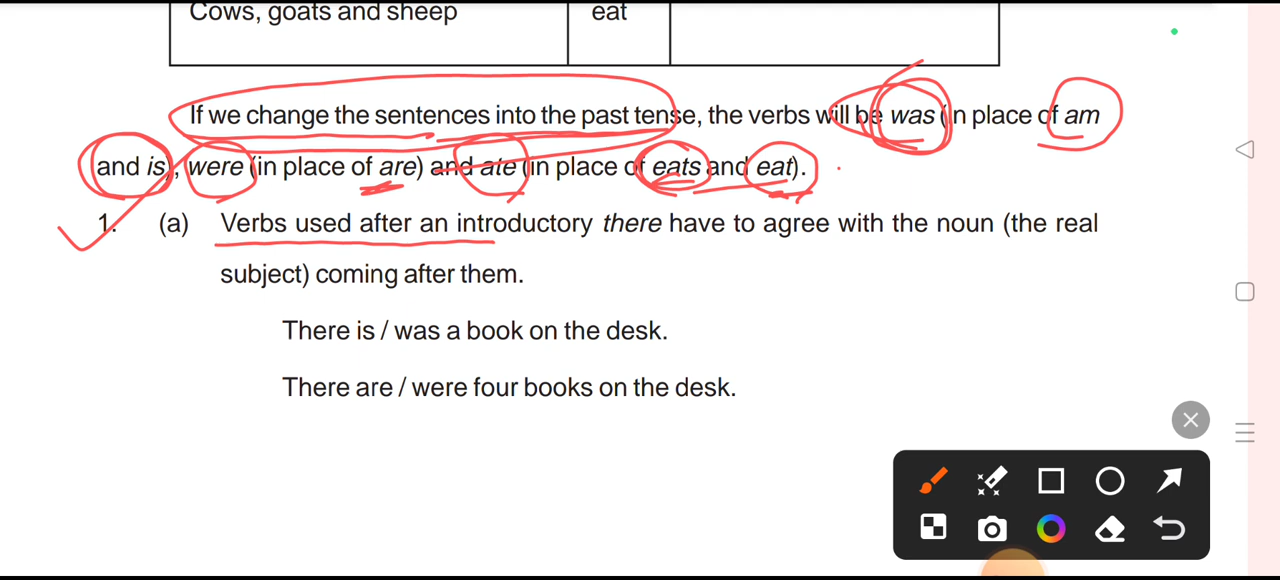 Cows, goats and sheep eat
If we change the sentences into the past tense, the verbs will be was (in place of am
and is), were (in place of are) and ate (in place of eats and eat).
1. (a) Verbs used after an introductory there have to agree with the noun (the real
subject) coming after them.
There is / was a book on the desk.
There are / were four books on the desk.